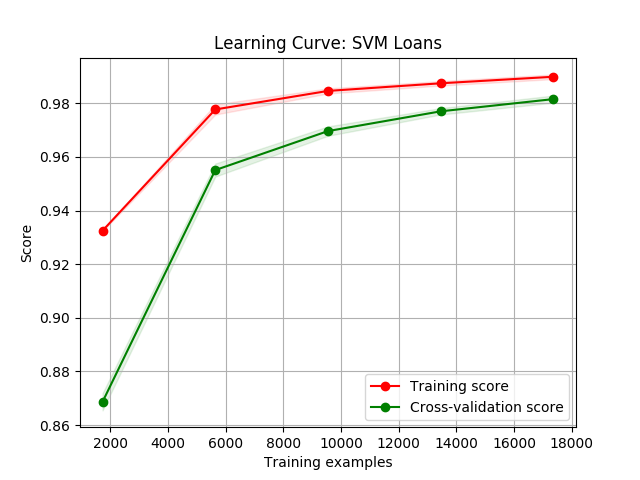 Learning Curve: SVM Loans
Score
0.98
0.96
0.94
0.92
0.90
0.88
0.86
Training score
Cross-validation score
2000 4000 6000 8000 10000 12000 14000 16000 18000
Training examples